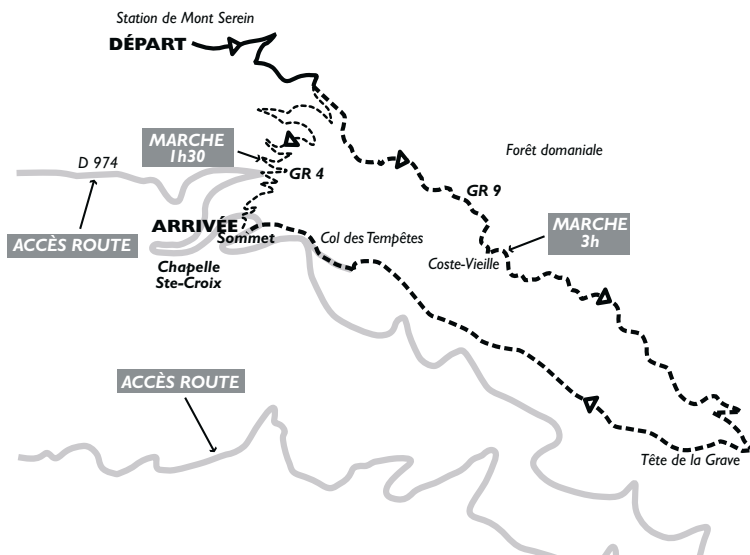 Station de Mont Serein
DÉPART
MARCHE
1h30
D 974
GR 4
Forêt domaniale
GR 9
ACCÈS ROUTE
ARRIVÉE
Sommet
Col des Tempêtes
MARCHE
3h
Coste-Vieille
Chapelle
Ste-Croix
ACCÈS ROUTE
Tête de la Grave